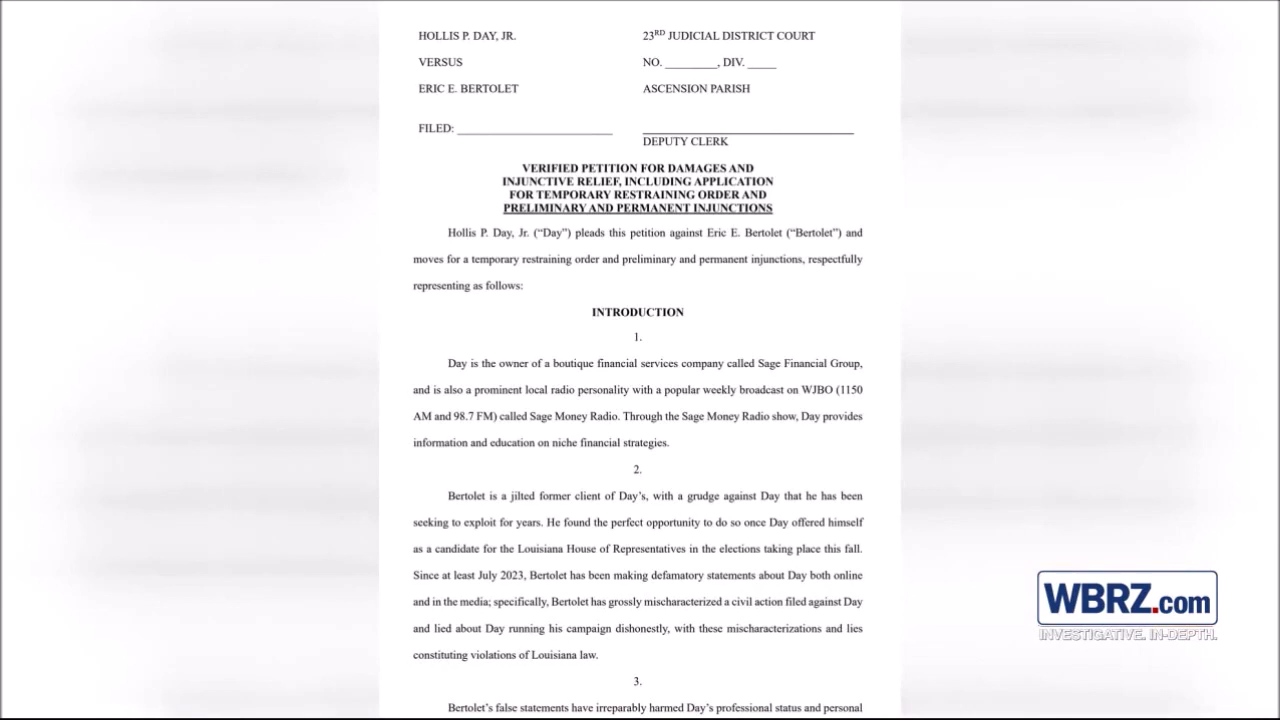 HOLLIS P. DAY, JR.
23RD JUDICIAL DISTRICT COURT
VERSUS
NO. ________, DIV. _____
ERIC E. BERTOLET
ASCENSION PARISH
FILED: __________________________
___________________________________
DEPUTY CLERK
VERIFIED PETITION FOR DAMAGES AND
INJUNCTIVE RELIEF, INCLUDING APPLICATION
FOR TEMPORARY RESTRAINING ORDER AND
PRELIMINARY AND PERMANENT INJUNCTIONS
Hollis P. Day, Jr. (“Day”) pleads this petition against Eric E. Bertolet (“Bertolet”) and
moves for a temporary restraining order and preliminary and permanent injunctions, respectfully
representing as follows:
INTRODUCTION
1.
Day is the owner of a boutique financial services company called Sage Financial Group,
and is also a prominent local radio personality with a popular weekly broadcast on WJBO (1150
AM and 98.7 FM) called Sage Money Radio. Through the Sage Money Radio show, Day provides
information and education on niche financial strategies.
2.
Bertolet is a jilted former client of Day’s, with a grudge against Day that he has been
seeking to exploit for years. He found the perfect opportunity to do so once Day offered himself
as a candidate for the Louisiana House of Representatives in the elections taking place this fall.
Since at least July 2023, Bertolet has been making defamatory statements about Day both online
and in the media; specifically, Bertolet has grossly mischaracterized a civil action filed against Day
and lied about Day running his campaign dishonestly, with these mischaracterizations and lies
constituting violations of Louisiana law.
3.
Bertolet’s false statements have irreparably harmed Day’s professional status and personal
WBRZ.com
INVESTIGATIVE. IN-DEPTH.